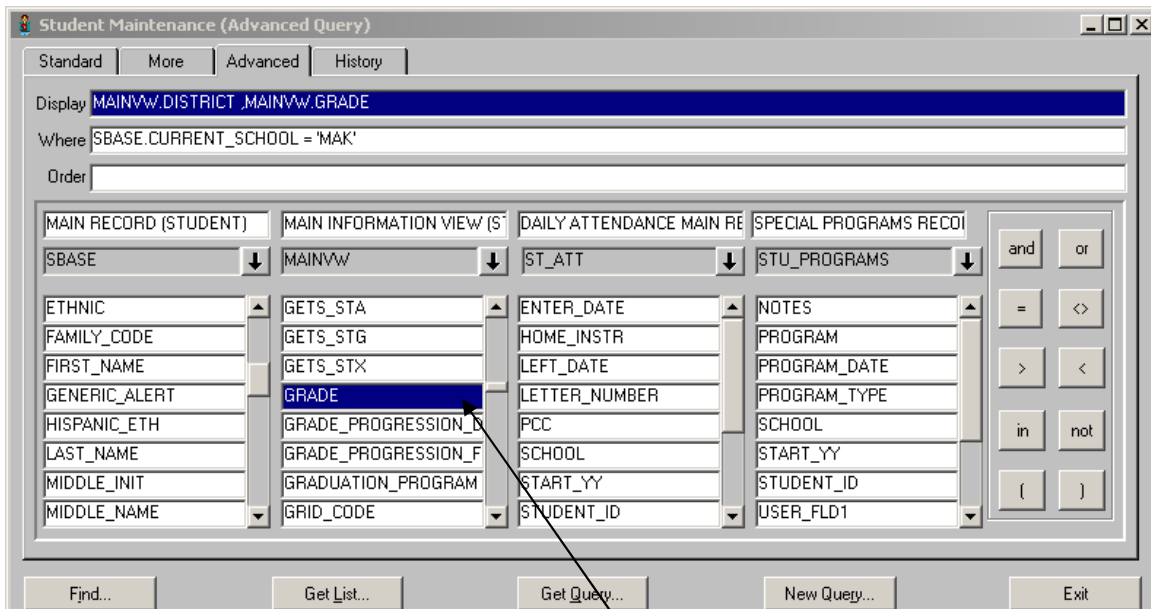 Student Maintenance (Advanced Query)
Standard More Advanced History
Display MAINVW.DISTRICT ,MAINVW.GRADE
Where SBASE.CURRENT_SCHOOL = 'MAK'
Order
MAIN RECORD (STUDENT) MAIN INFORMATION VIEW (S DAILY ATTENDANCE MAIN RE SPECIAL PROGRAMS RECO
SBASE MAINVW ST_ATT STU_PROGRAMS and or
ETHNIC GETS_STA ENTER_DATE NOTES = <>
FAMILY_CODE GETS_STG HOME_INSTR PROGRAM
FIRST_NAME GETS_STX LEFT_DATE PROGRAM_DATE > <
GENERIC_ALERT GRADE LETTER_NUMBER PROGRAM_TYPE
HISPANIC_ETH GRADE_PROGRESSION_D PCC SCHOOL in not
LAST_NAME GRADE_PROGRESSION_F SCHOOL START_YY
MIDDLE_INIT GRADUATION_PROGRAM START_YY STUDENT_ID ( )
MIDDLE_NAME GRID_CODE STUDENT_ID USER_FLD1
Find... Get List... Get Query... New Query... Exit